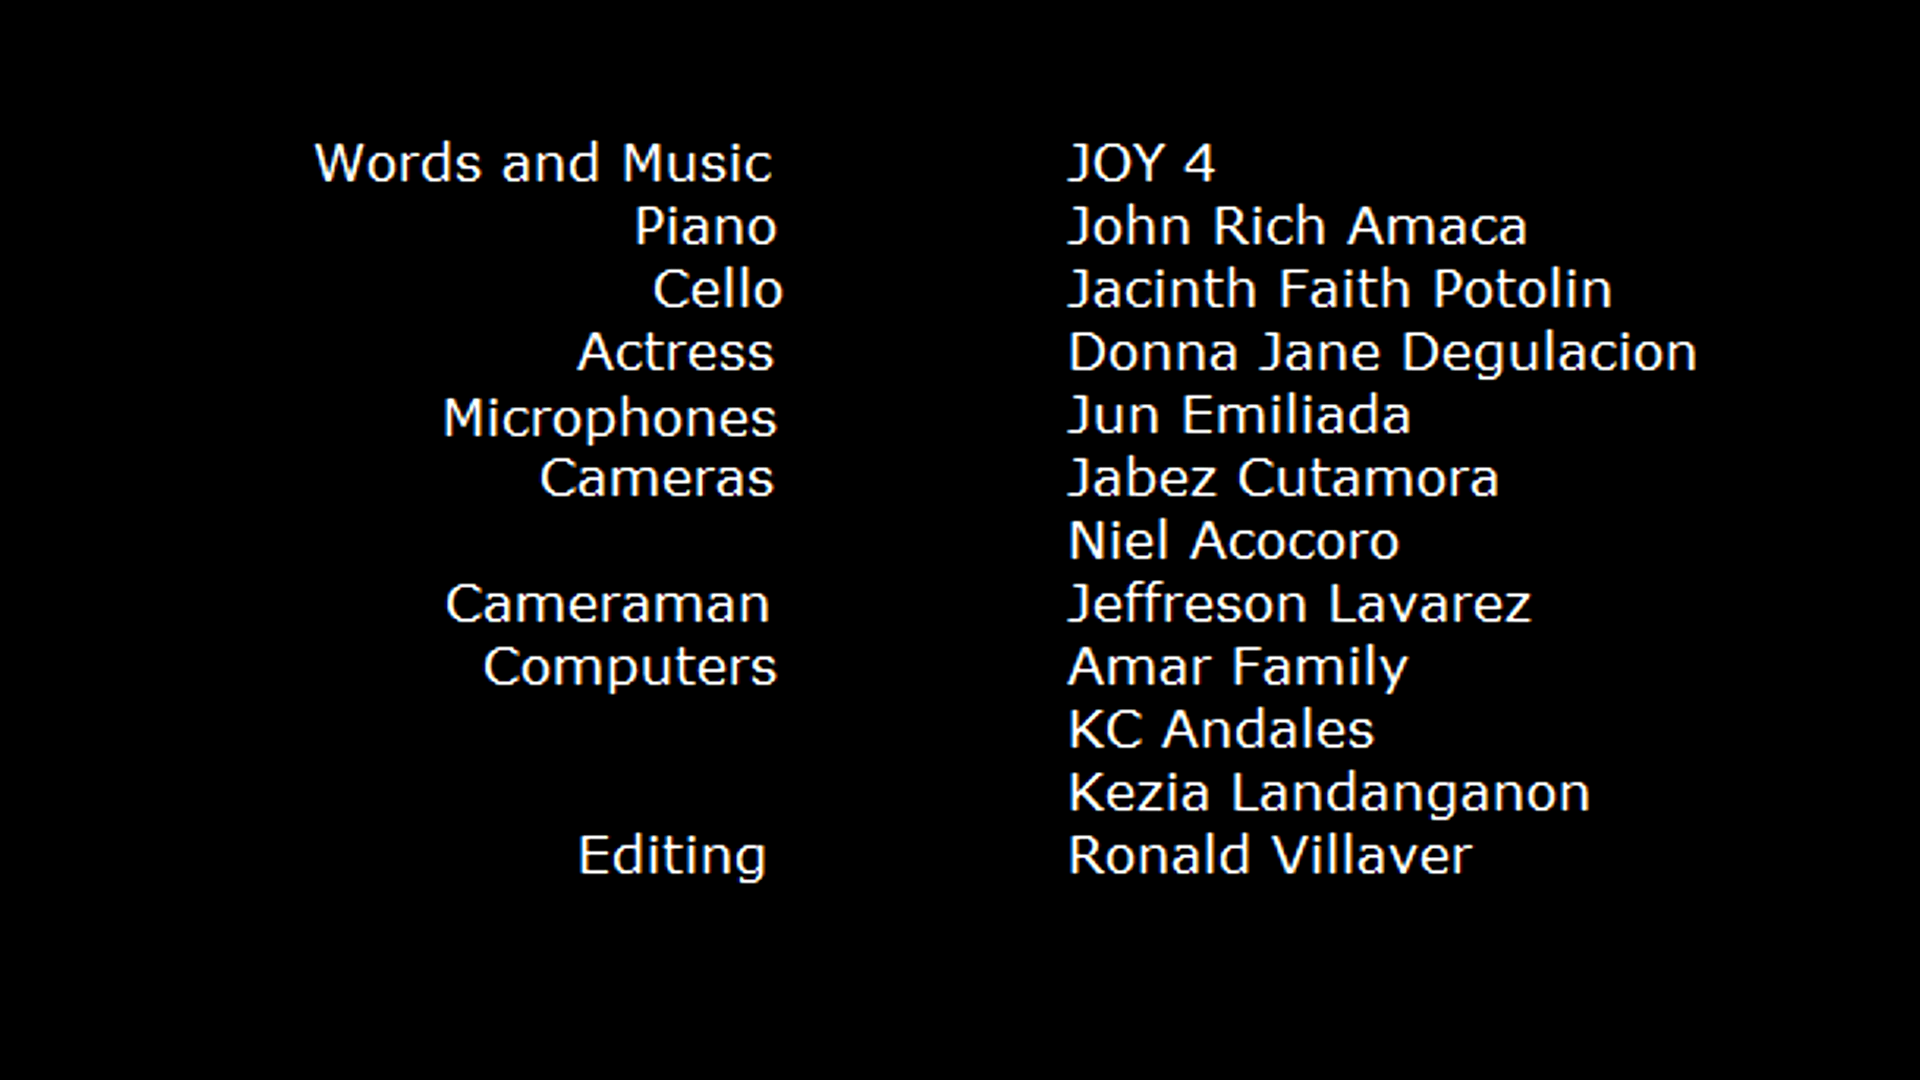 Words and Music JOY 4
Piano John Rich Amaca
Cello Jacinth Faith Potolin
Actress Donna Jane Degulacion
Microphones Jun Emiliada
Cameras Jabez Cutamora
Niel Acocoro
Cameraman Jeffreson Lavarez
Computers Amar Family
KC Andales
Kezia Landanganon
Editing Ronald Villaver